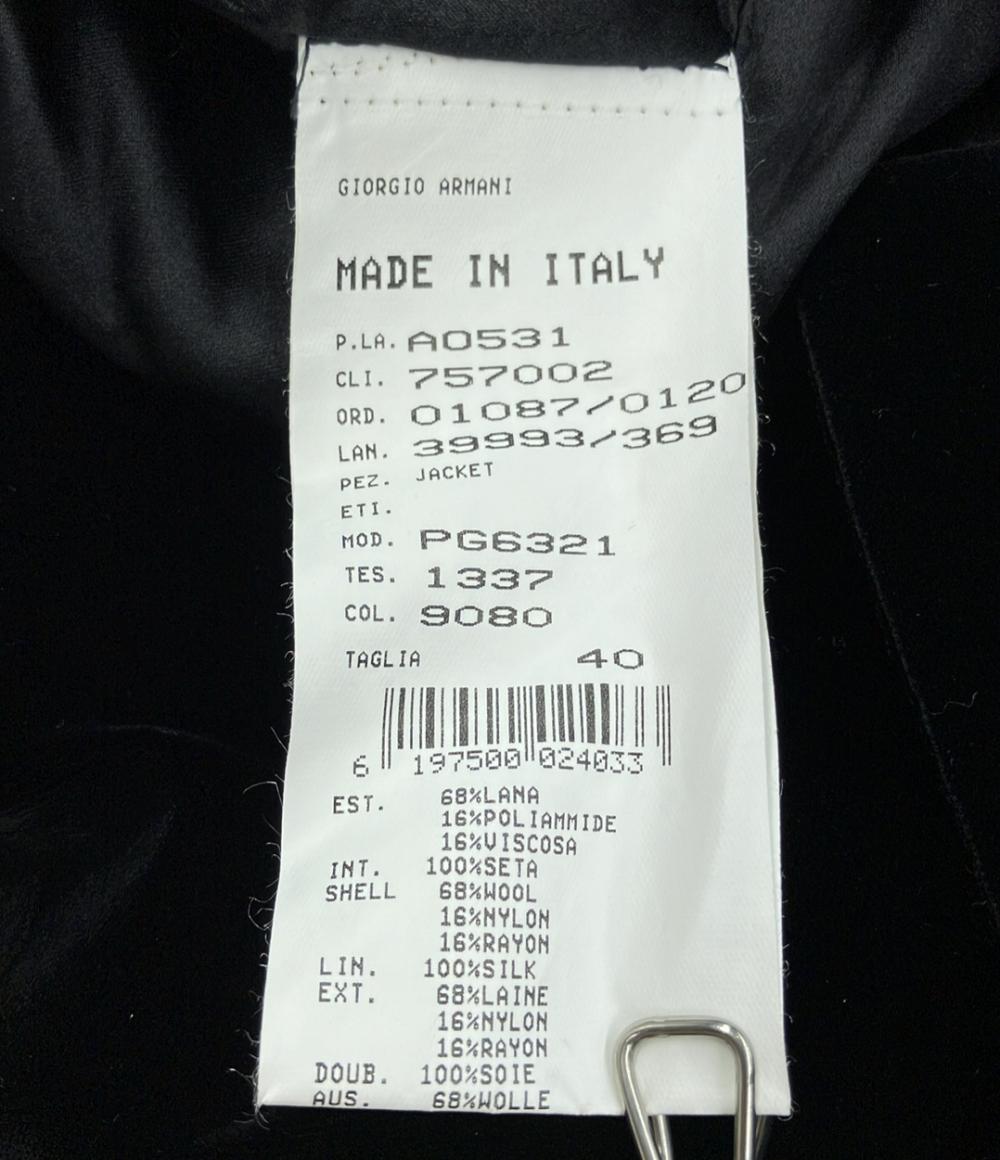 GIORGIO ARMANI
MADE IN ITALY
P.LA. A0531
CLI. 757002
ORD. 01087/0120
LAN. 39993/369
PEZ. JACKET
ETI.
MOD. PG6321
TES. 1337
COL. 9080
TAGLIA 40
6 197500 024033
EST. 68%LANA
16%POLIAMMIDE
16%VISCOSA
INT. 100%SETA
SHELL 68%WOOL
16%NYLON
16%RAYON
LIN. 100%SILK
EXT. 68%LAINE
16%NYLON
16%RAYON
DOUB. 100%SOIE
AUS. 68%WOLLE